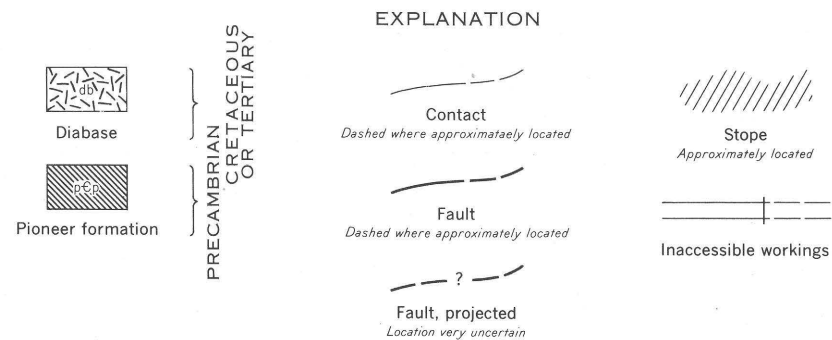 EXPLANATION
db
Diabase
CRETACEOUS
OR TERTIARY
pЄp
Pioneer formation
PRECAMBRIAN
Contact
Dashed where approximataely located
Fault
Dashed where approximately located
?
Fault, projected
Location very uncertain
Stope
Approximately located
Inaccessible workings